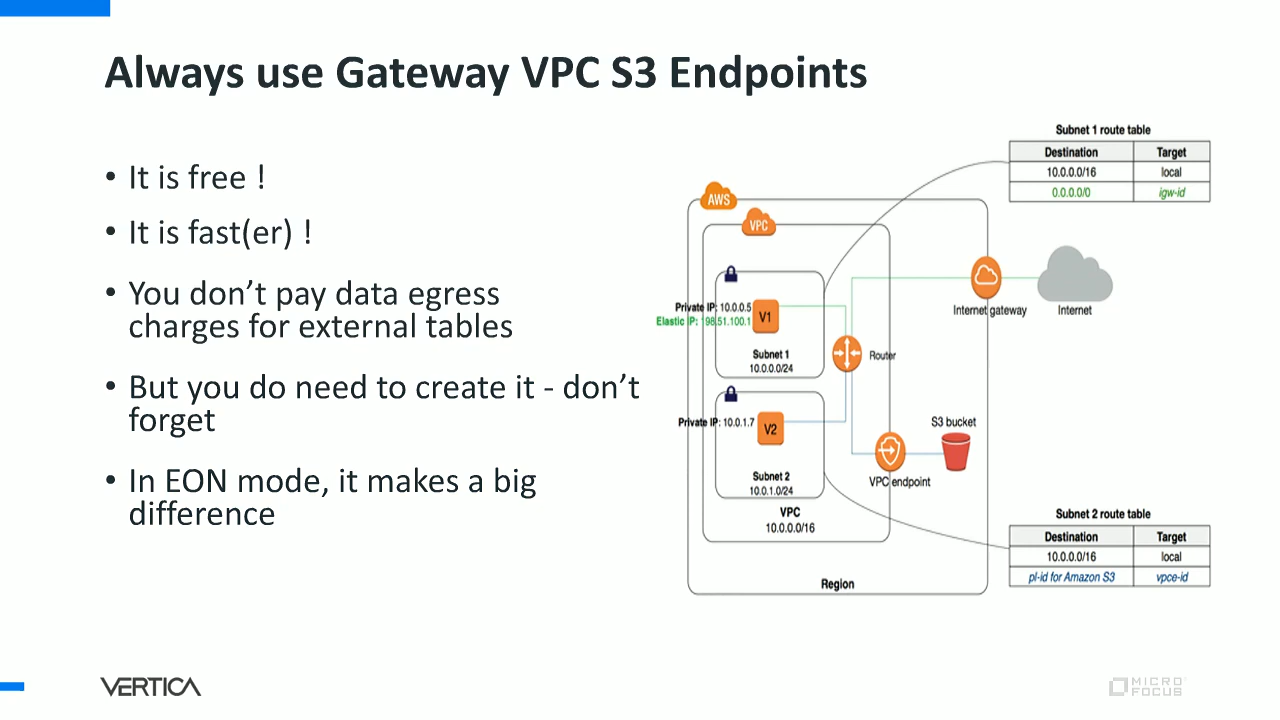 Always use Gateway VPC S3 Endpoints
• It is free !
• It is fast(er) !
• You don't pay data egress
charges for external tables
• But you do need to create it - don't
forget
• In EON mode, it makes a big
difference
Subnet 1 route table
Destination Target
10.0.0.0/16 local
0.0.0.0/0 igw-id
AWS
VPC
Private IP: 10.0.0.5
Elastic IP: 198.51.100.1
V1
Subnet 1
10.0.0.0/24
Router
Internet gateway
Internet
Private IP: 10.0.1.7
V2
Subnet 2
10.0.1.0/24
VPC
10.0.0.0/16
S3 bucket
VPC endpoint
Region
Subnet 2 route table
Destination Target
10.0.0.0/16 local
pl-id for Amazon S3 vpce-id
VERTICA
MICRO
FOCUS